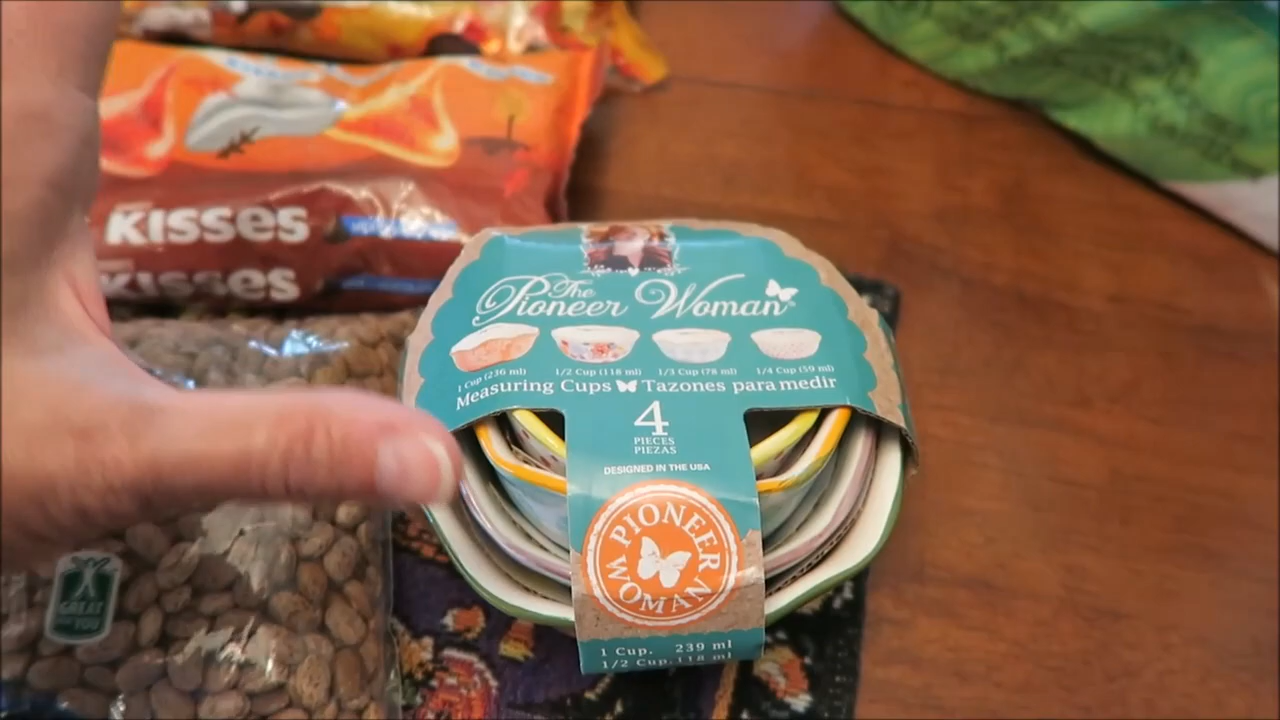 KISSES
KISSES
The
Pioneer Woman
1 Cup (236 ml)
1/2 Cup (118 ml)
1/3 Cup (78 ml)
1/4 Cup (59 ml)
Measuring Cups Tazones para medir
4
PIECES
PIEZAS
DESIGNED IN THE USA
PIONEER
WOMAN
1 Cup. 239 ml
1/2 Cup. 118 ml
GREAT
YOU